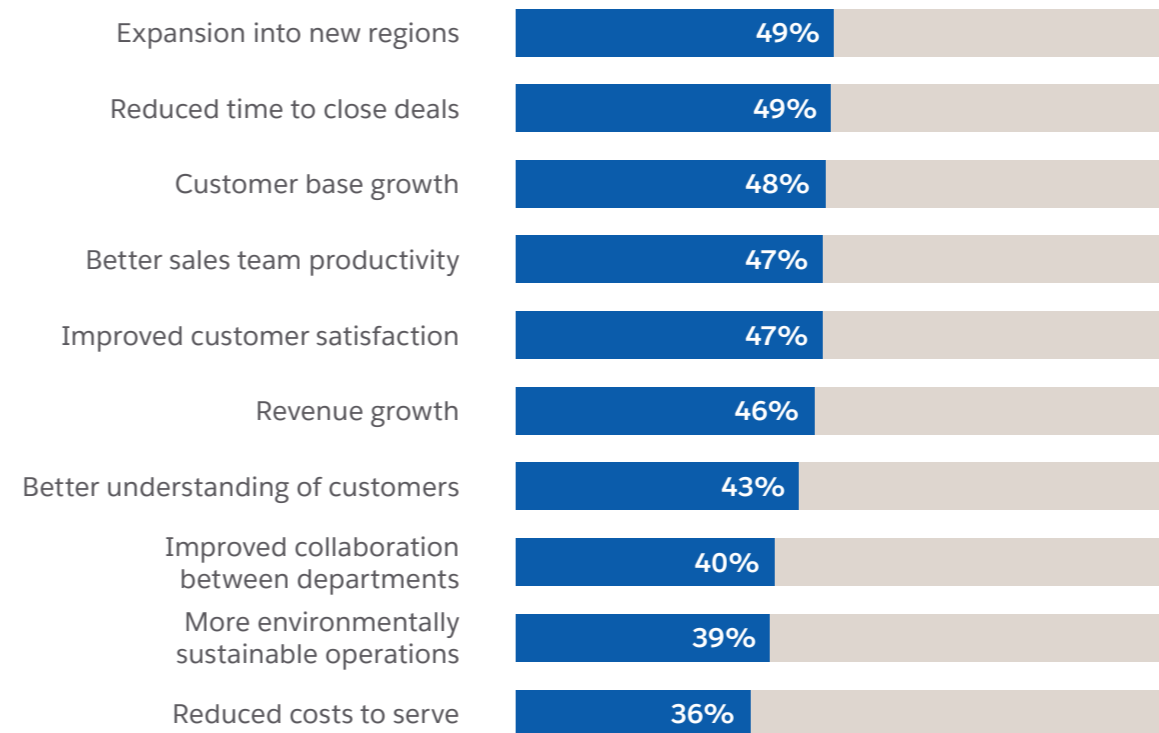 Expansion into new regions 49%
Reduced time to close deals 49%
Customer base growth 48%
Better sales team productivity 47%
Improved customer satisfaction 47%
Revenue growth 46%
Better understanding of customers 43%
Improved collaboration
between departments 40%
More environmentally
sustainable operations 39%
Reduced costs to serve 36%